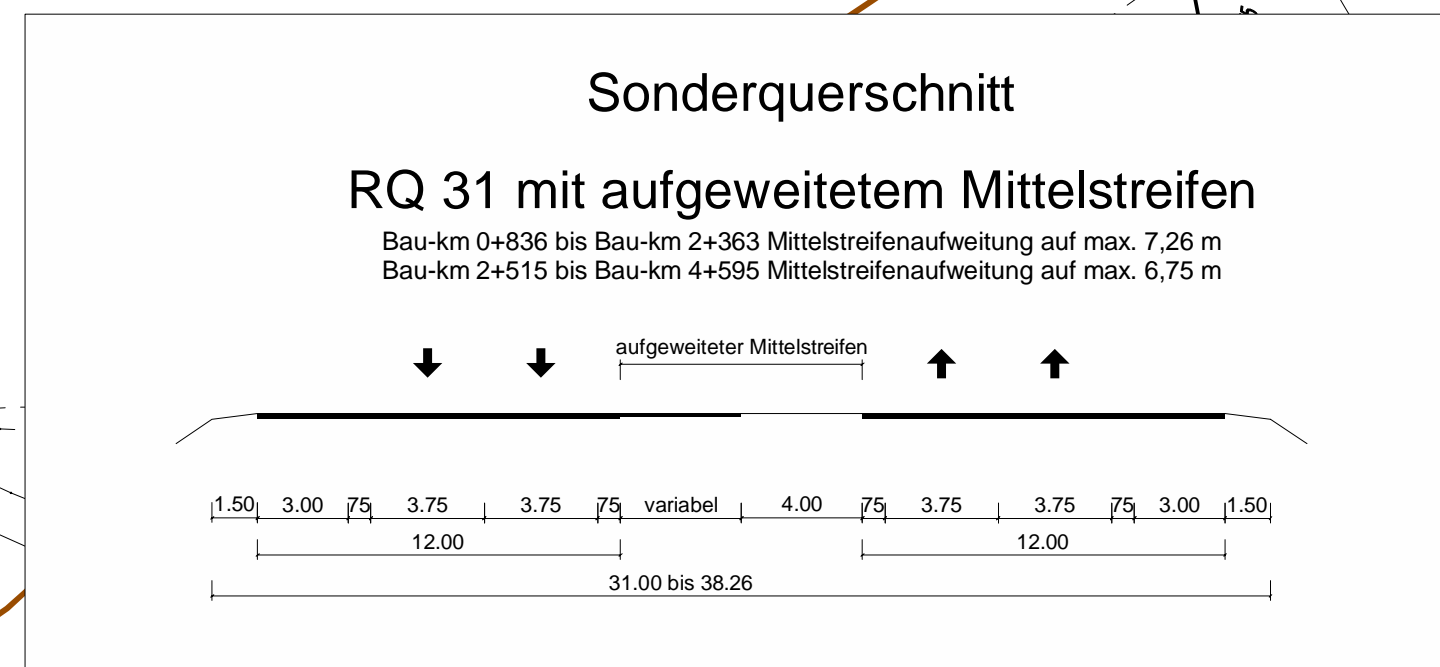 Sonderquerschnitt
RQ 31 mit aufgeweitetem Mittelstreifen
Bau-km 0+836 bis Bau-km 2+363 Mittelstreifenaufweitung auf max. 7,26 m
Bau-km 2+515 bis Bau-km 4+595 Mittelstreifenaufweitung auf max. 6,75 m
aufgeweiteter Mittelstreifen
1.50 3.00 75 3.75 3.75 75 variabel 4.00 75 3.75 3.75 75 3.00 1.50
12.00 12.00
31.00 bis 38.26